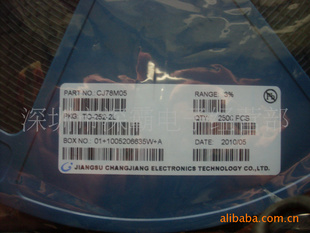 PART NO.: CJ78M05
RANGE: 3%
PKG: TO-252-2L
QTY: 2500 PCS
BOX NO.: 01+1005206635W+A
DATE: 2010/05
JIANGSU CHANGJIANG ELECTRONICS TECHNOLOGY CO.,LTD.
alibaba.com.cn